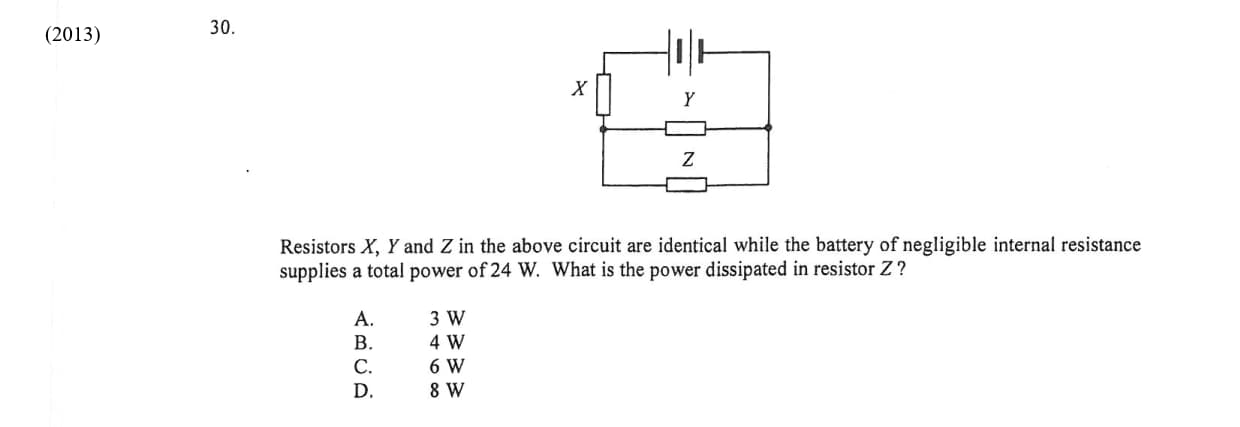 (2013) 30.
X
Y
Z
Resistors X, Y and Z in the above circuit are identical while the battery of negligible internal resistance
supplies a total power of 24 W. What is the power dissipated in resistor Z ?
A. 3 W
B. 4 W
C. 6 W
D. 8 W